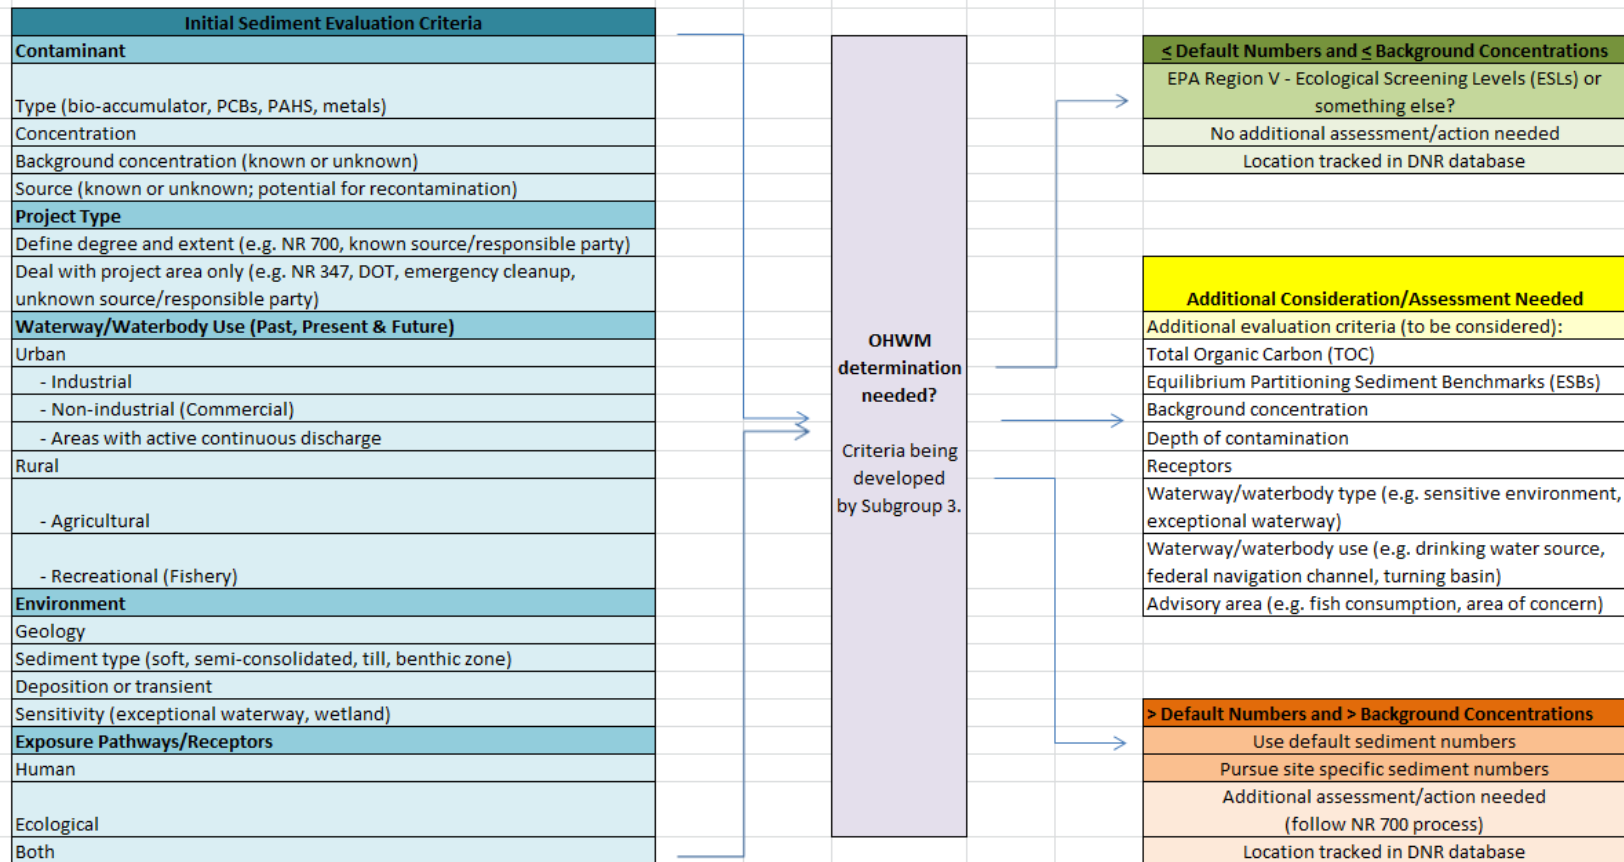 Initial Sediment Evaluation Criteria
Contaminant
Type (bio-accumulator, PCBs, PAHS, metals)
Concentration
Background concentration (known or unknown)
Source (known or unknown; potential for recontamination)
Project Type
Define degree and extent (e.g. NR 700, known source/responsible party)
Deal with project area only (e.g. NR 347, DOT, emergency cleanup,
unknown source/responsible party)
Waterway/Waterbody Use (Past, Present & Future)
Urban
- Industrial
- Non-industrial (Commercial)
- Areas with active continuous discharge
Rural
- Agricultural
- Recreational (Fishery)
Environment
Geology
Sediment type (soft, semi-consolidated, till, benthic zone)
Deposition or transient
Sensitivity (exceptional waterway, wetland)
Exposure Pathways/Receptors
Human
Ecological
Both
OHWM
determination
needed?
Criteria being
developed
by Subgroup 3.
≤ Default Numbers and ≤ Background Concentrations
EPA Region V - Ecological Screening Levels (ESLs) or
something else?
No additional assessment/action needed
Location tracked in DNR database
Additional Consideration/Assessment Needed
Additional evaluation criteria (to be considered):
Total Organic Carbon (TOC)
Equilibrium Partitioning Sediment Benchmarks (ESBs)
Background concentration
Depth of contamination
Receptors
Waterway/waterbody type (e.g. sensitive environment,
exceptional waterway)
Waterway/waterbody use (e.g. drinking water source,
federal navigation channel, turning basin)
Advisory area (e.g. fish consumption, area of concern)
> Default Numbers and > Background Concentrations
Use default sediment numbers
Pursue site specific sediment numbers
Additional assessment/action needed
(follow NR 700 process)
Location tracked in DNR database